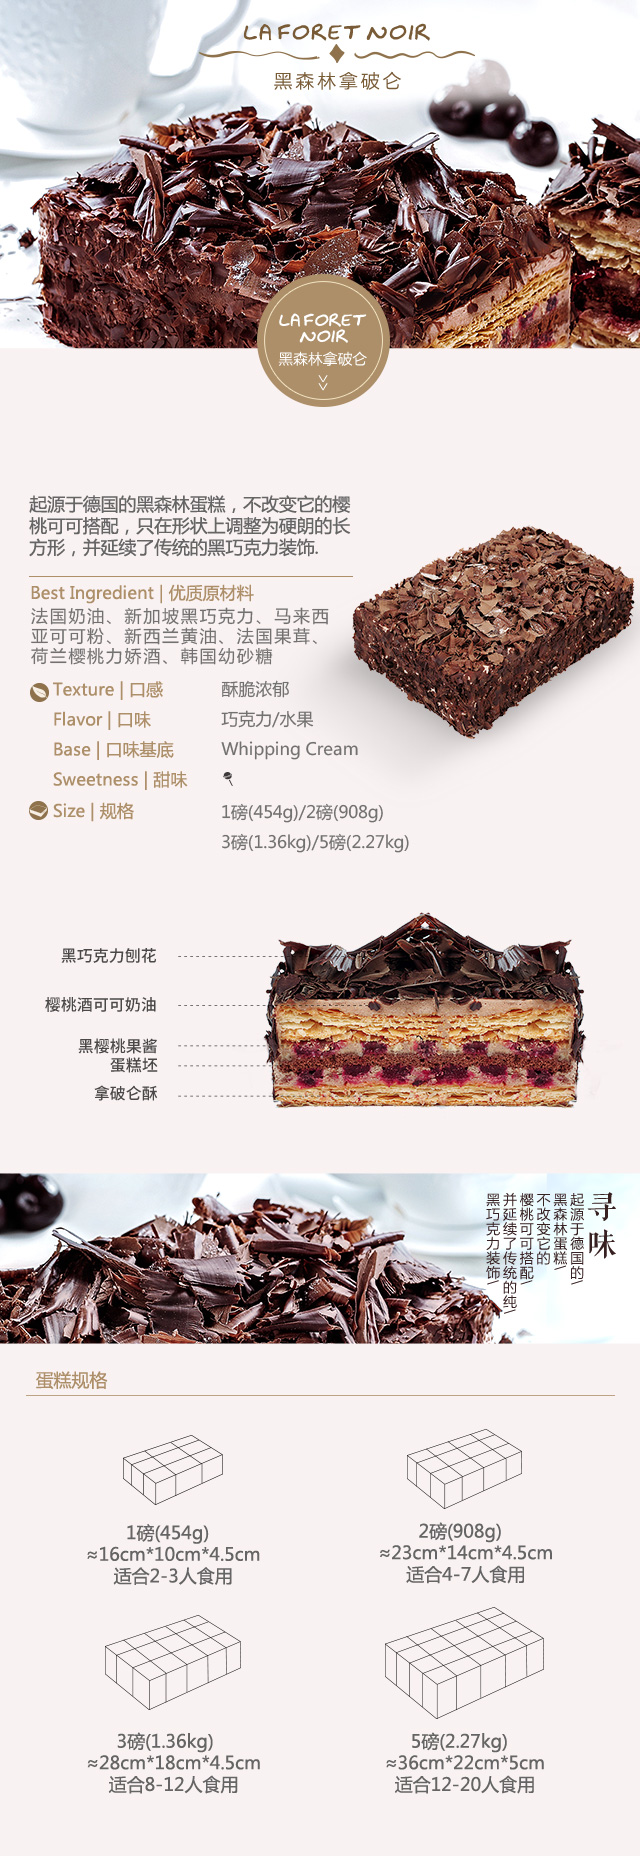 LA FORET NOIR
黑森林拿破仑
LA FORET
NOIR
黑森林拿破仑
起源于德国的黑森林蛋糕，不改变它的樱
桃可可搭配，只在形状上调整为硬朗的长
方形，并延续了传统的黑巧克力装饰.
Best Ingredient | 优质原材料
法国奶油、新加坡黑巧克力、马来西
亚可可粉、新西兰黄油、法国果茸、
荷兰樱桃力娇酒、韩国幼砂糖
Texture | 口感 酥脆浓郁
Flavor | 口味 巧克力/水果
Base | 口味基底 Whipping Cream
Sweetness | 甜味
Size | 规格 1磅(454g)/2磅(908g)
3磅(1.36kg)/5磅(2.27kg)
黑巧克力刨花
樱桃酒可可奶油
黑樱桃果酱
蛋糕坯
拿破仑酥
寻味
起源于德国的\
黑森林蛋糕\
不改变它的
樱桃可可搭配\
并延续了传统的纯\
黑巧克力装饰\
蛋糕规格
1磅(454g)
≈16cm*10cm*4.5cm
适合2-3人食用
2磅(908g)
≈23cm*14cm*4.5cm
适合4-7人食用
3磅(1.36kg)
≈28cm*18cm*4.5cm
适合8-12人食用
5磅(2.27kg)
≈36cm*22cm*5cm
适合12-20人食用